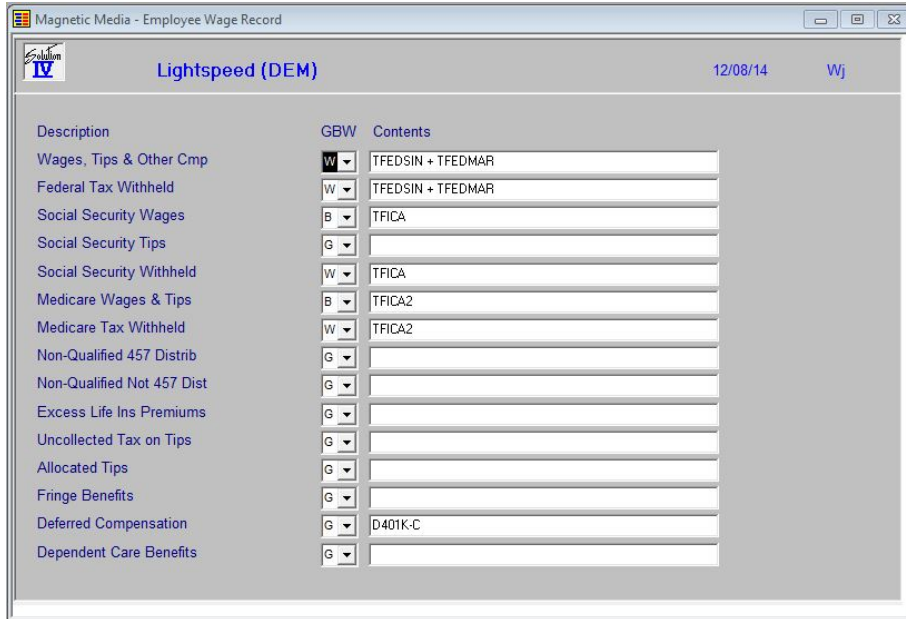 Magnetic Media - Employee Wage Record
Solution IV
Lightspeed (DEM) 12/08/14 Wj
Description GBW Contents
Wages, Tips & Other Cmp W TFEDSIN + TFEDMAR
Federal Tax Withheld W TFEDSIN + TFEDMAR
Social Security Wages B TFICA
Social Security Tips G
Social Security Withheld W TFICA
Medicare Wages & Tips B TFICA2
Medicare Tax Withheld W TFICA2
Non-Qualified 457 Distrib G
Non-Qualified Not 457 Dist G
Excess Life Ins Premiums G
Uncollected Tax on Tips G
Allocated Tips G
Fringe Benefits G
Deferred Compensation G D401K-C
Dependent Care Benefits G